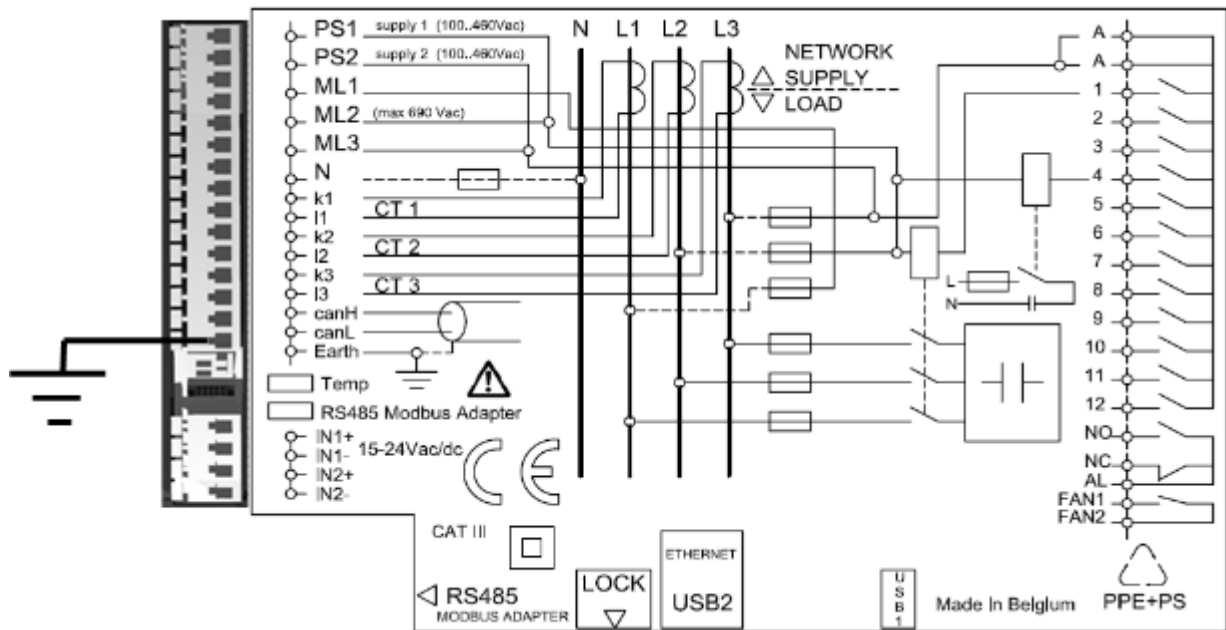 PS1 supply 1 (100..460Vac)
PS2 supply 2 (100..460Vac)
ML1
ML2 (max 690 Vac)
ML3
N
k1
l1 CT 1
k2
l2 CT 2
k3
l3 CT 3
canH
canL
Earth
Temp
RS485 Modbus Adapter
IN1+
IN1- 15-24Vac/dc
IN2+
IN2-
CE
CAT III
RS485
MODBUS ADAPTER
LOCK
ETHERNET
USB2
N L1 L2 L3
NETWORK
SUPPLY
LOAD
L
N
A
A
1
2
3
4
5
6
7
8
9
10
11
12
NO
NC
AL
FAN1
FAN2
USB1
Made In Belgium
PPE+PS